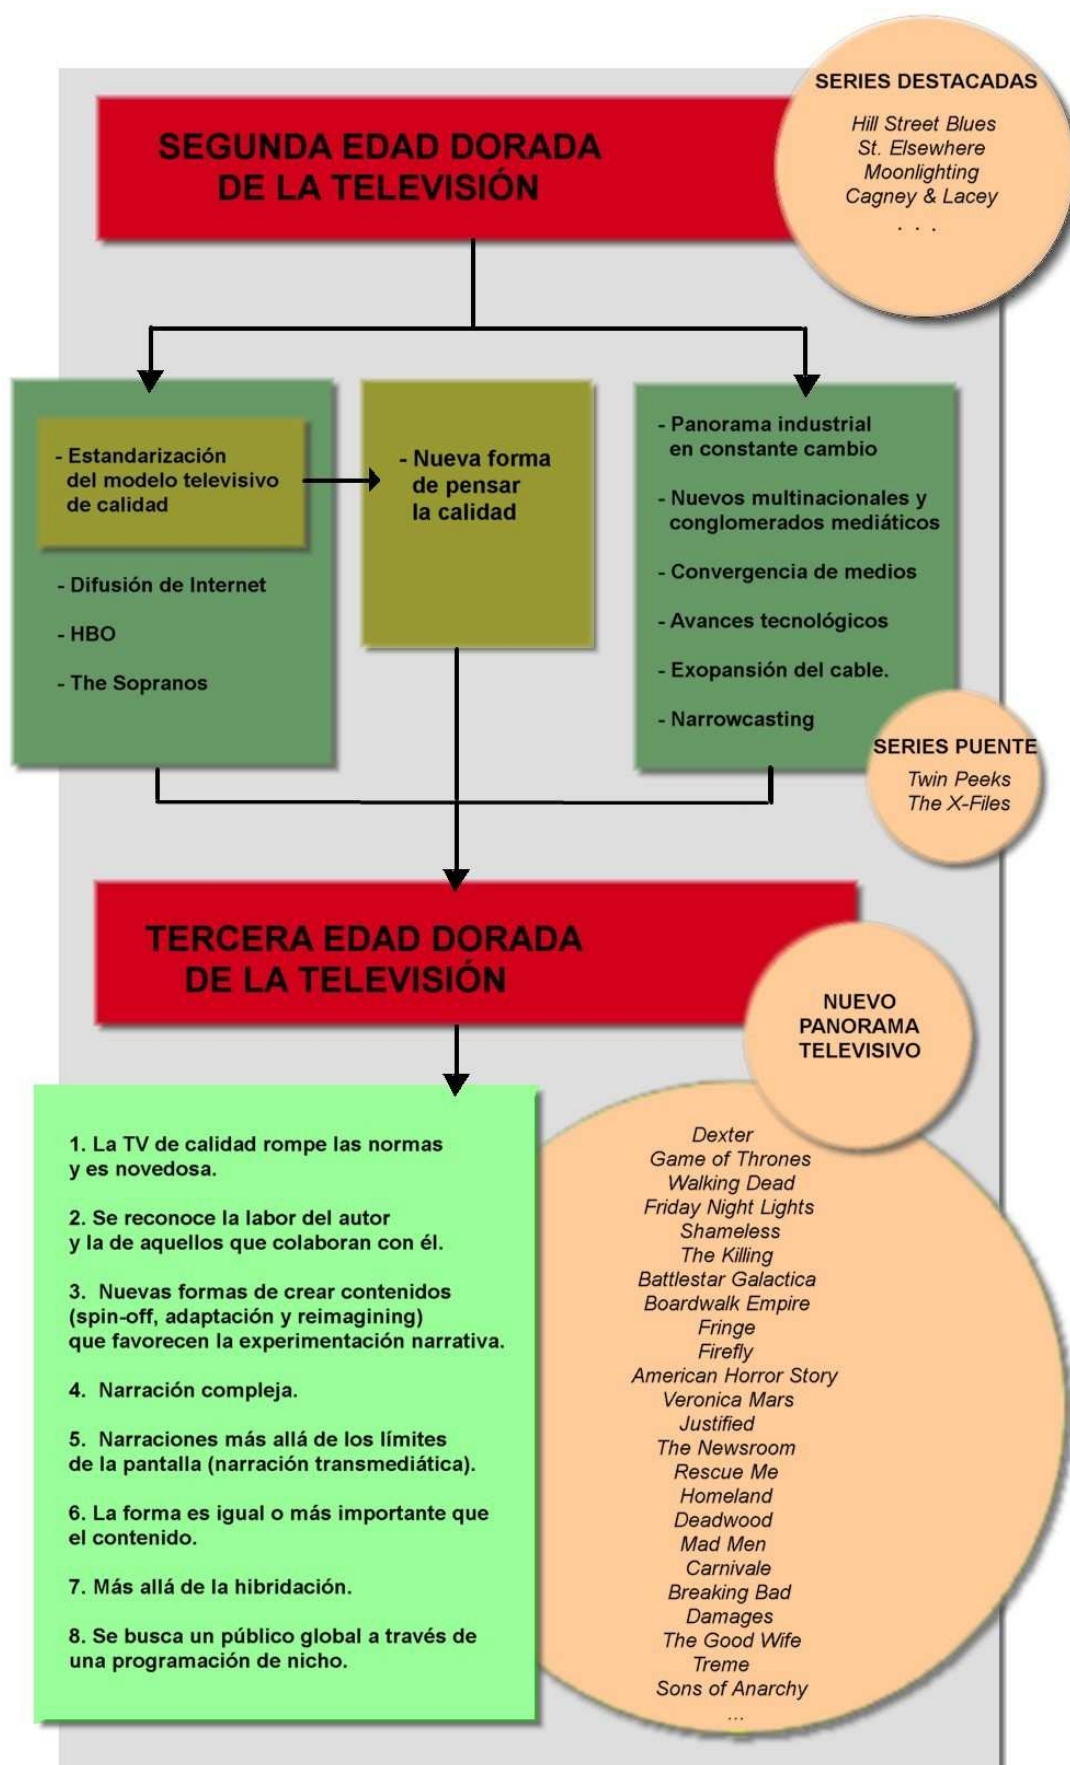 SERIES DESTACADAS
Hill Street Blues
St. Elsewhere
Moonlighting
Cagney & Lacey
. . .
SEGUNDA EDAD DORADA
DE LA TELEVISIÓN
- Estandarización
del modelo televisivo
de calidad
- Difusión de Internet
- HBO
- The Sopranos
- Nueva forma
de pensar
la calidad
- Panorama industrial
en constante cambio
- Nuevos multinacionales y
conglomerados mediáticos
- Convergencia de medios
- Avances tecnológicos
- Exopansión del cable.
- Narrowcasting
SERIES PUENTE
Twin Peeks
The X-Files
TERCERA EDAD DORADA
DE LA TELEVISIÓN
NUEVO
PANORAMA
TELEVISIVO
1. La TV de calidad rompe las normas
y es novedosa.
2. Se reconoce la labor del autor
y la de aquellos que colaboran con él.
3. Nuevas formas de crear contenidos
(spin-off, adaptación y reimagining)
que favorecen la experimentación narrativa.
4. Narración compleja.
5. Narraciones más allá de los límites
de la pantalla (narración transmediática).
6. La forma es igual o más importante que
el contenido.
7. Más allá de la hibridación.
8. Se busca un público global a través de
una programación de nicho.
Dexter
Game of Thrones
Walking Dead
Friday Night Lights
Shameless
The Killing
Battlestar Galactica
Boardwalk Empire
Fringe
Firefly
American Horror Story
Veronica Mars
Justified
The Newsroom
Rescue Me
Homeland
Deadwood
Mad Men
Carnivale
Breaking Bad
Damages
The Good Wife
Treme
Sons of Anarchy
...